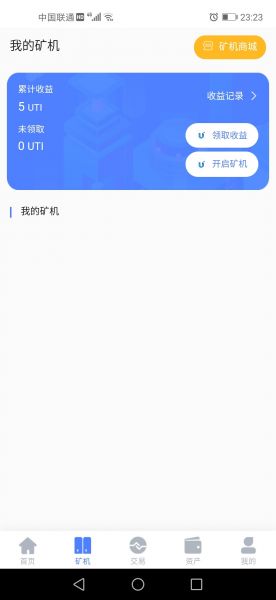 中国联通 HD 4G 23:23
我的矿机
矿机商城
累计收益
5 UTI
收益记录
未领取
0 UTI
领取收益
开启矿机
我的矿机
首页 矿机 交易 资产 我的